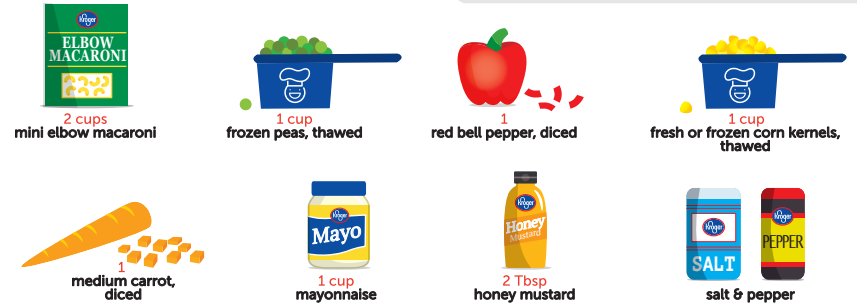 Kroger
ELBOW
MACARONI
2 cups
mini elbow macaroni
1 cup
frozen peas, thawed
1
red bell pepper, diced
1 cup
fresh or frozen corn kernels,
thawed
1
medium carrot,
diced
Kroger
Mayo
1 cup
mayonnaise
Kroger
Honey
Mustard
2 Tbsp
honey mustard
Kroger
SALT
Kroger
PEPPER
salt & pepper